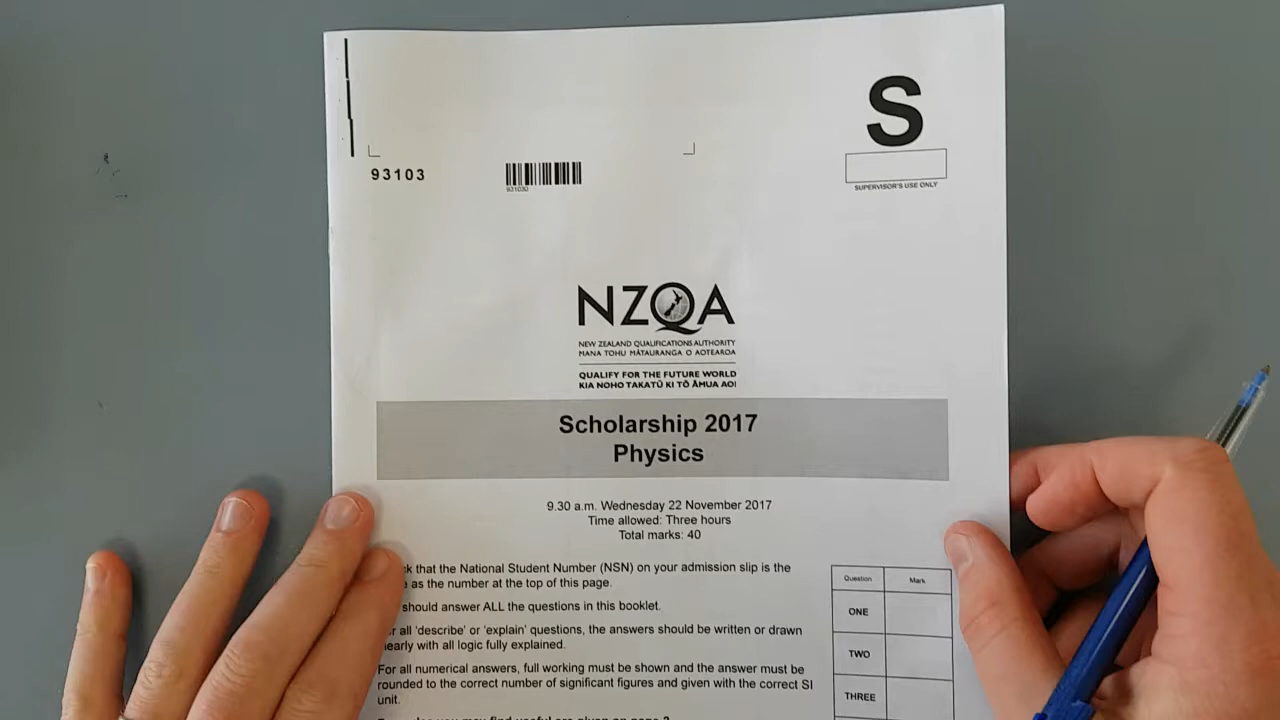 S
93103
931030
SUPERVISOR'S USE ONLY
NZQA
NEW ZEALAND QUALIFICATIONS AUTHORITY
MANA TOHU MĀTAURANGA O AOTEAROA
QUALIFY FOR THE FUTURE WORLD
KIA NOHO TAKATŪ KI TŌ ĀMUA AO!
Scholarship 2017
Physics
9.30 a.m. Wednesday 22 November 2017
Time allowed: Three hours
Total marks: 40
that the National Student Number (NSN) on your admission slip is the
as the number at the top of this page.
should answer ALL the questions in this booklet.
all 'describe' or 'explain' questions, the answers should be written or drawn
with all logic fully explained.
For all numerical answers, full working must be shown and the answer must be
rounded to the correct number of significant figures and given with the correct SI
unit.
Question Mark
ONE
TWO
THREE